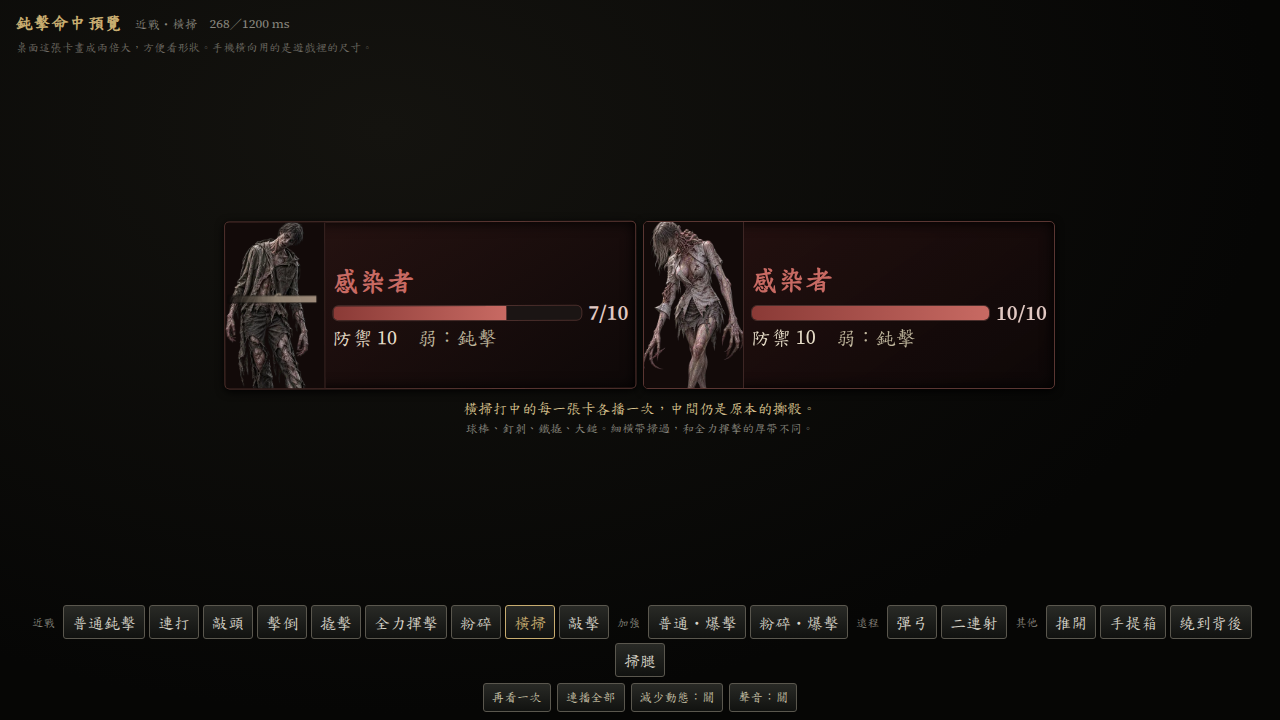 鈍擊命中預覽 近戰・橫掃 268／1200 ms
桌面這張卡畫成兩倍大，方便看形狀。手機橫向用的是遊戲裡的尺寸。
感染者
7/10
防禦 10 弱：鈍擊
感染者
10/10
防禦 10 弱：鈍擊
橫掃打中的每一張卡各播一次，中間仍是原本的擲骰。
球棒、釘刺、鐵撬、大鎚。細橫帶掃過，和全力揮擊的厚帶不同。
近戰 普通鈍擊 連打 敲頭 擊倒 撬擊 全力揮擊 粉碎 橫掃 敲擊 加強 普通・爆擊 粉碎・爆擊 遠程 彈弓 二連射 其他 推開 手提箱 繞到背後
掃腿
再看一次 連播全部 減少動態：關 聲音：關